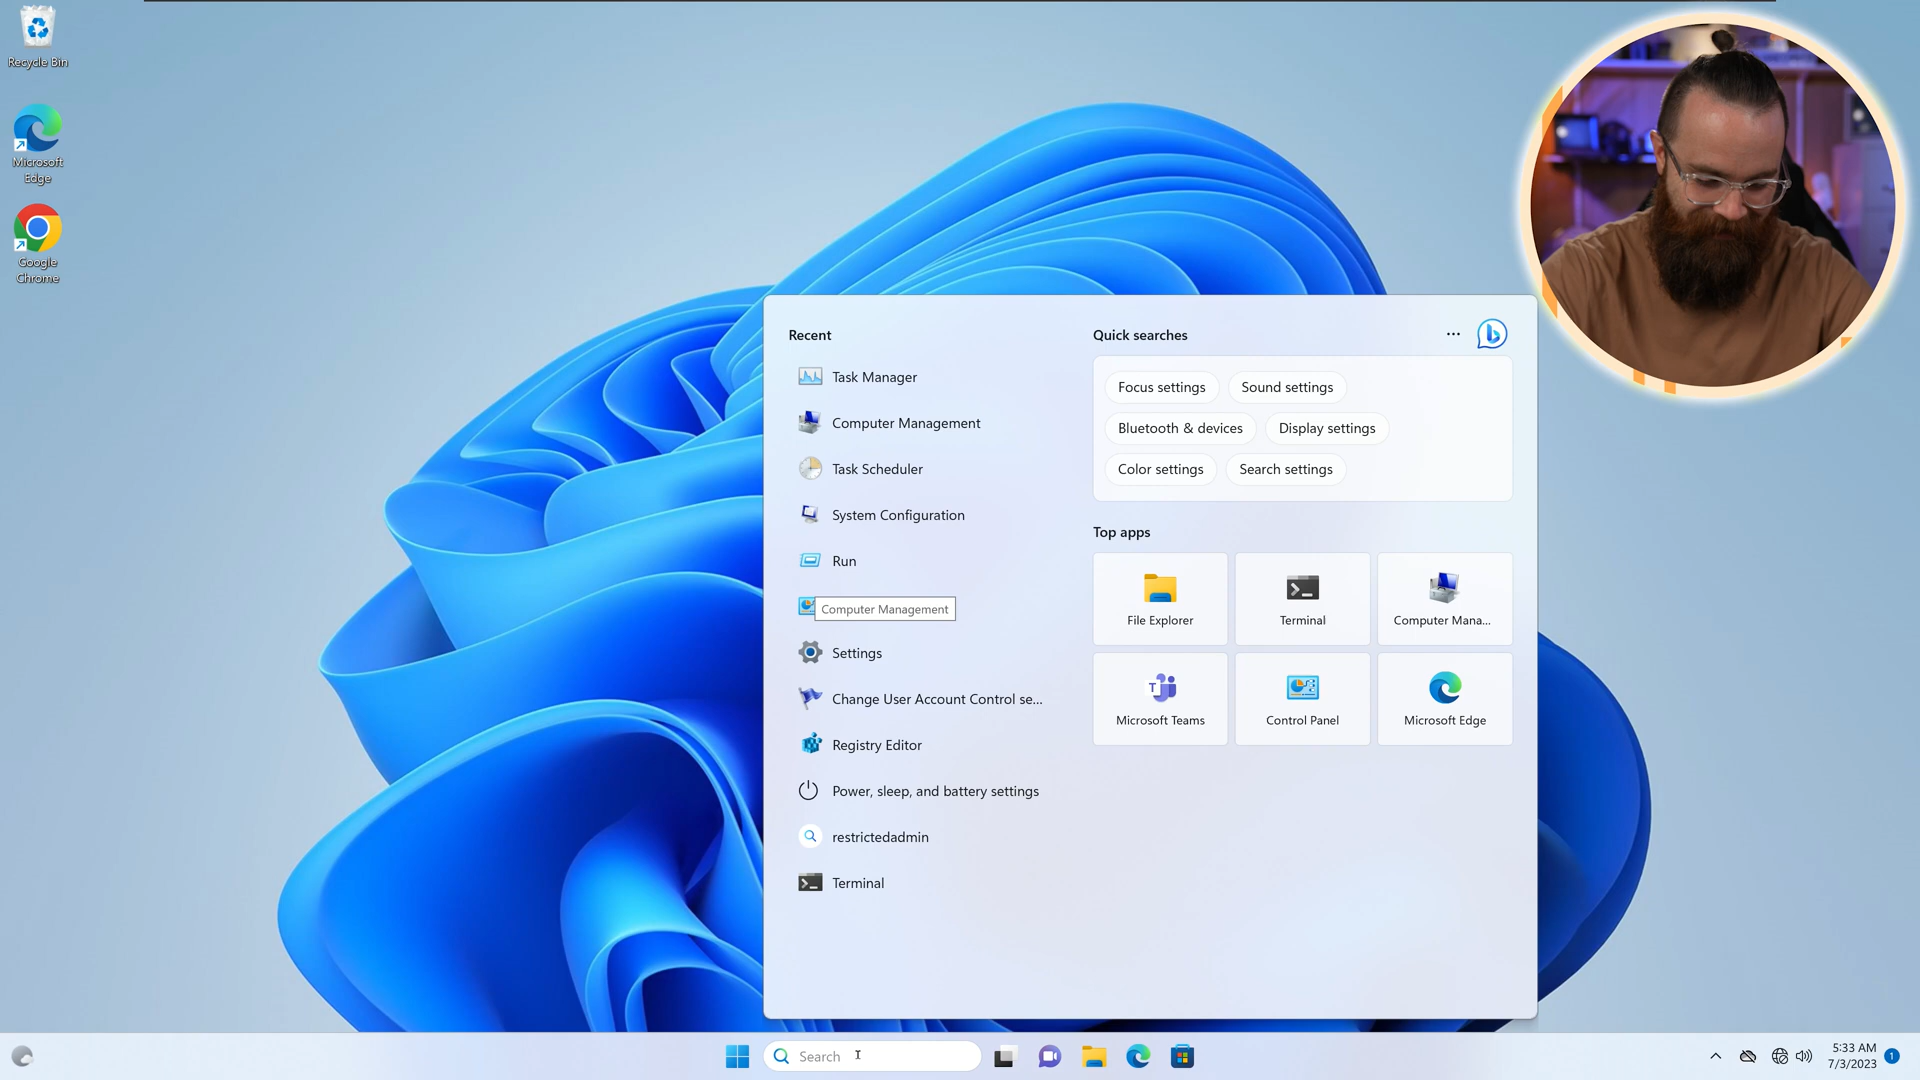 Recycle Bin
Microsoft
Edge
Google
Chrome
Recent
Task Manager
Computer Management
Task Scheduler
System Configuration
Run
Computer Management
Settings
Change User Account Control se...
Registry Editor
Power, sleep, and battery settings
restrictedadmin
Terminal
Quick searches
Focus settings
Sound settings
Bluetooth & devices
Display settings
Color settings
Search settings
Top apps
File Explorer
Terminal
Computer Mana...
Microsoft Teams
Control Panel
Microsoft Edge
Search
5:33 AM
7/3/2023
1